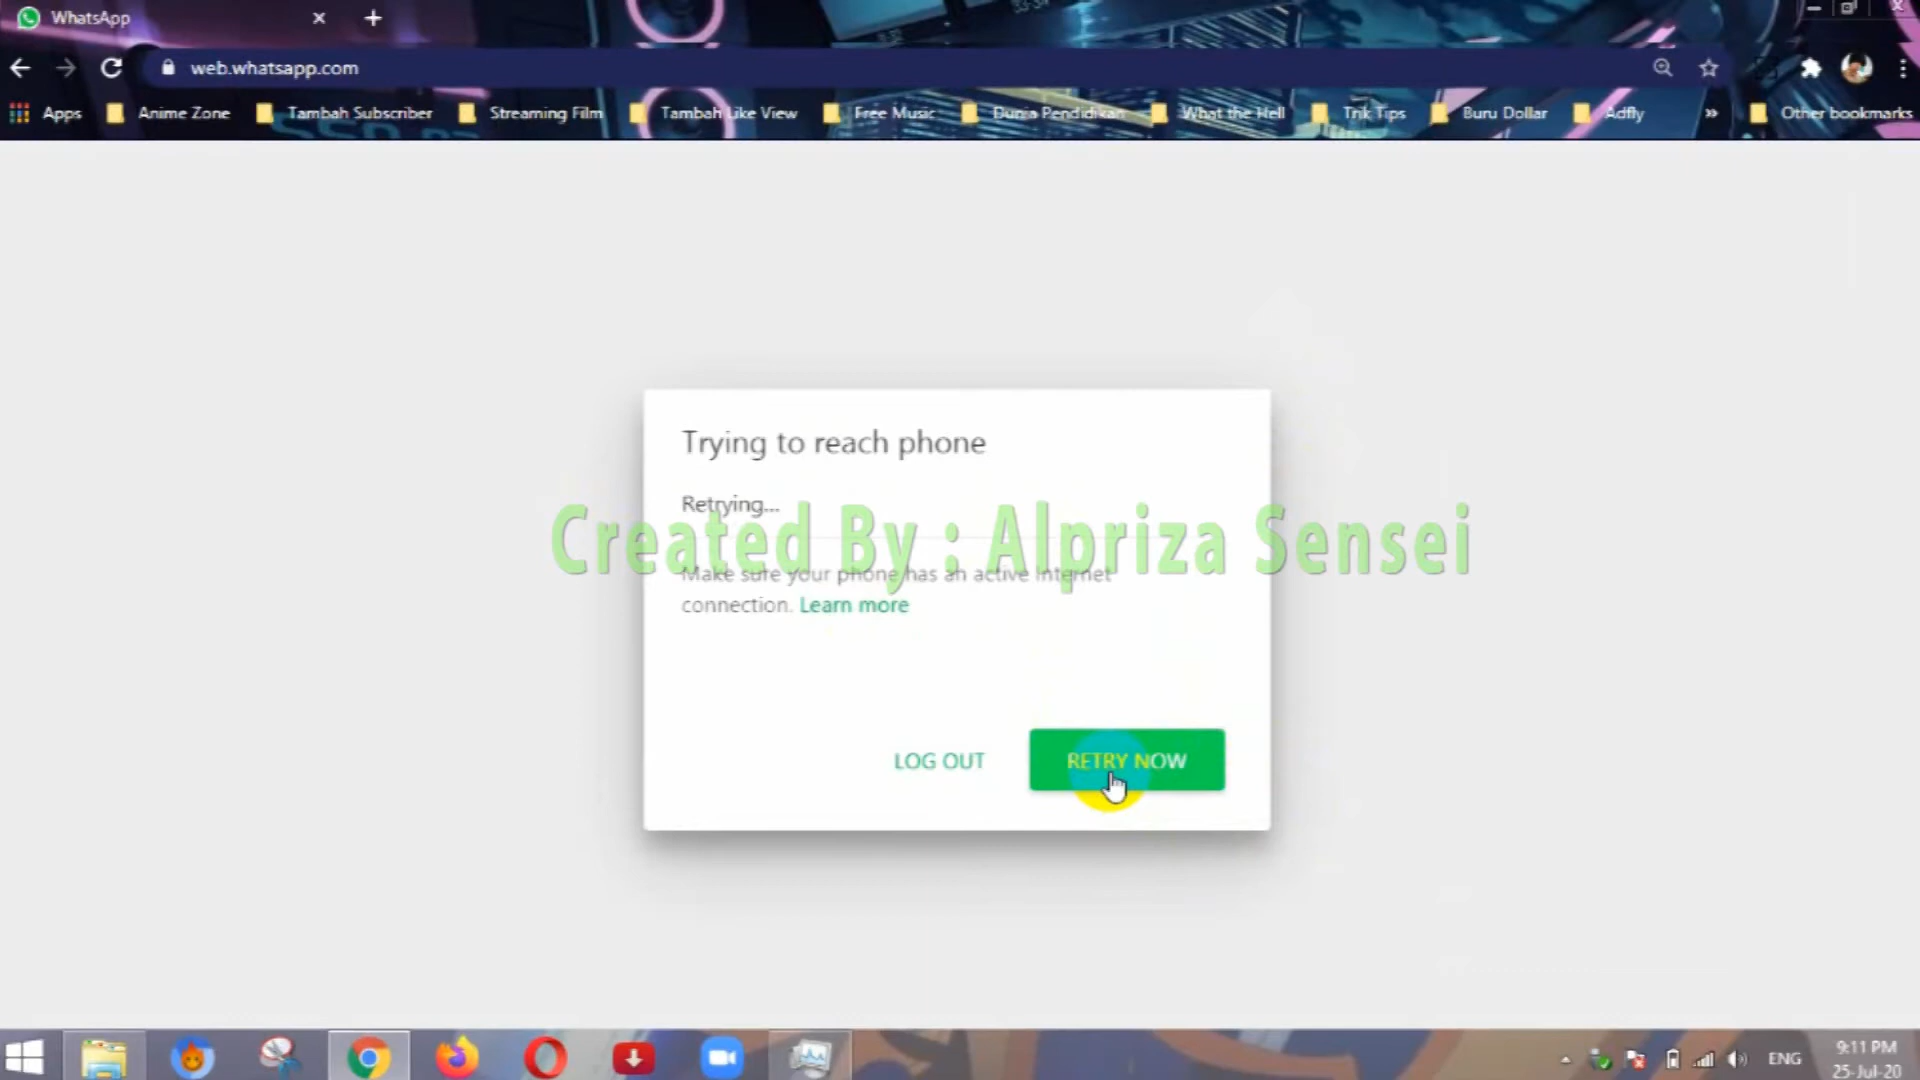 WhatsApp
web.whatsapp.com
Apps
Anime Zone
Tambah Subscriber
Streaming Film
Tambah Like View
Free Music
Dunia Pendidikan
What the Hell
Trik Tips
Buru Dollar
Adfly
»
Other bookmarks
Trying to reach phone
Retrying...
Created By : Alpriza Sensei
Make sure your phone has an active Internet
connection. Learn more
LOG OUT
RETRY NOW
ENG
9:11 PM
25-Jul-20